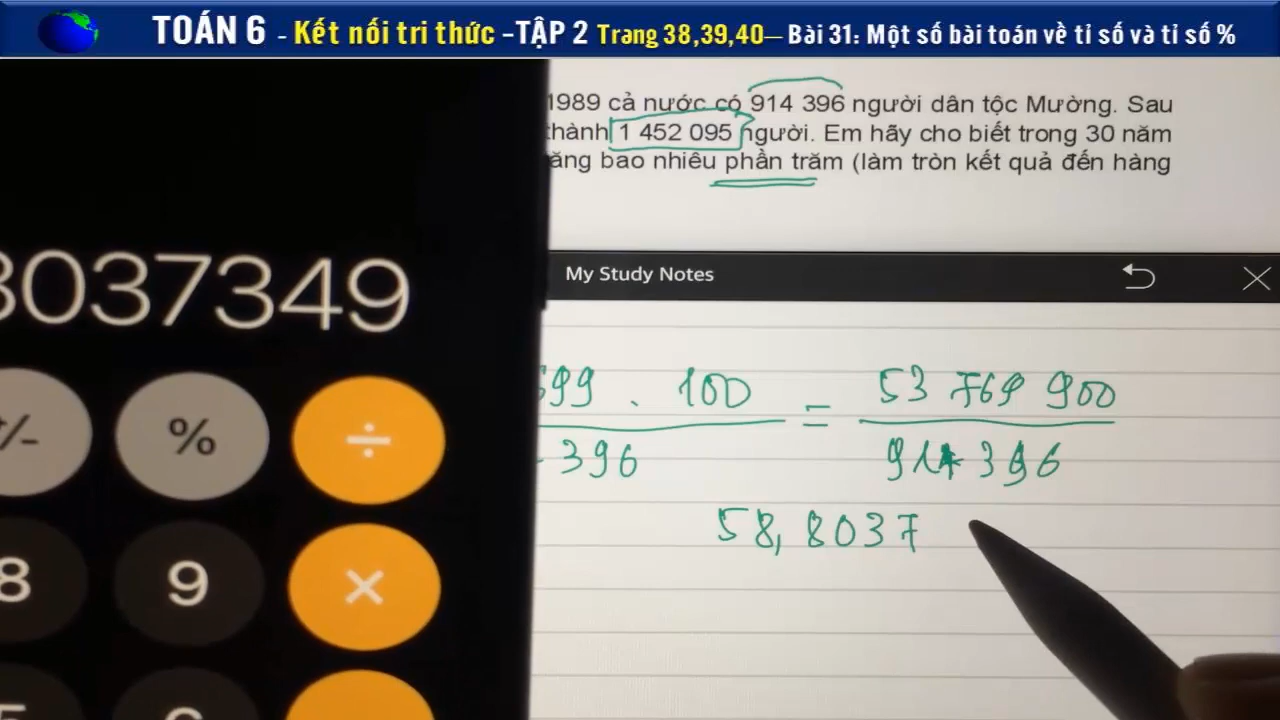 TOÁN 6 - Kết nối tri thức -TẬP 2 Trang 38,39,40— Bài 31: Một số bài toán về tỉ số và tỉ số %
1989 cả nước có 914 396 người dân tộc Mường. Sau
thành 1 452 095 người. Em hãy cho biết trong 30 năm
ăng bao nhiêu phần trăm (làm tròn kết quả đến hàng
My Study Notes
8037349
699 . 100 = 53 769 900
396 914 396
58,8037
+/- % ÷
8 9 ×